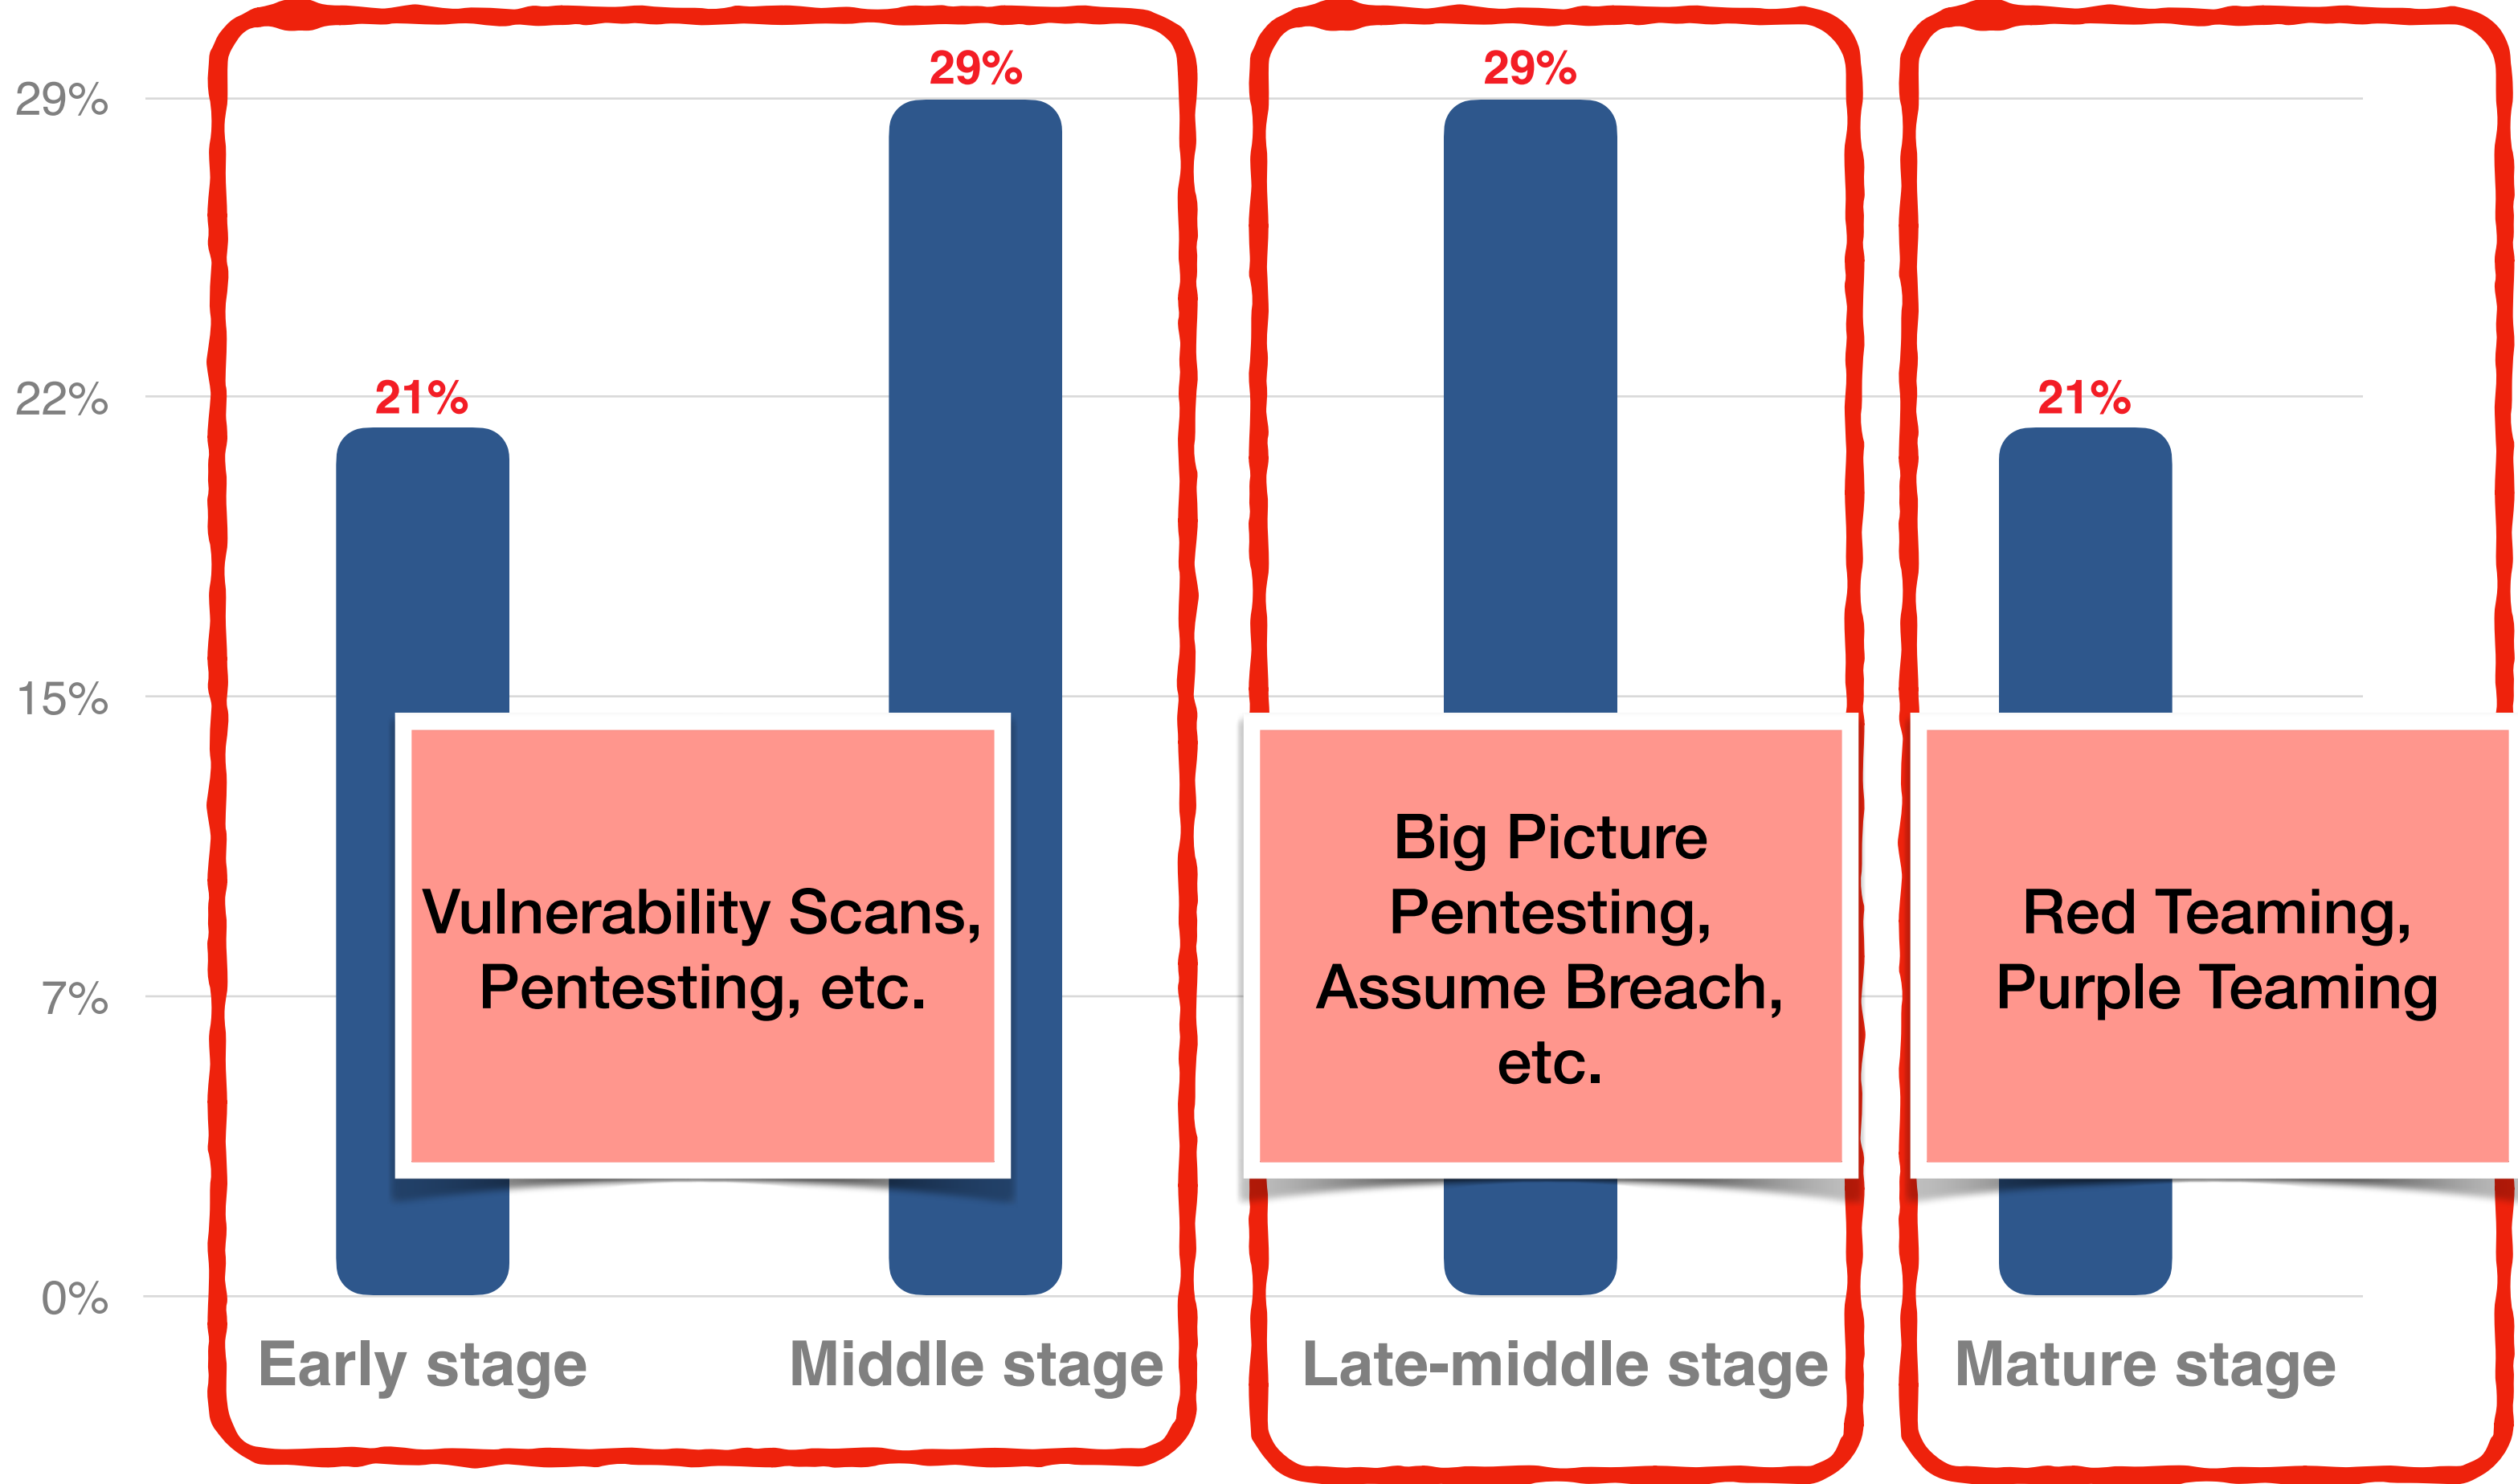 29%
22%
15%
7%
0%
21%
29%
29%
21%
Vulnerability Scans,
Pentesting, etc.
Big Picture
Pentesting,
Assume Breach,
etc.
Red Teaming,
Purple Teaming
Early stage
Middle stage
Late-middle stage
Mature stage